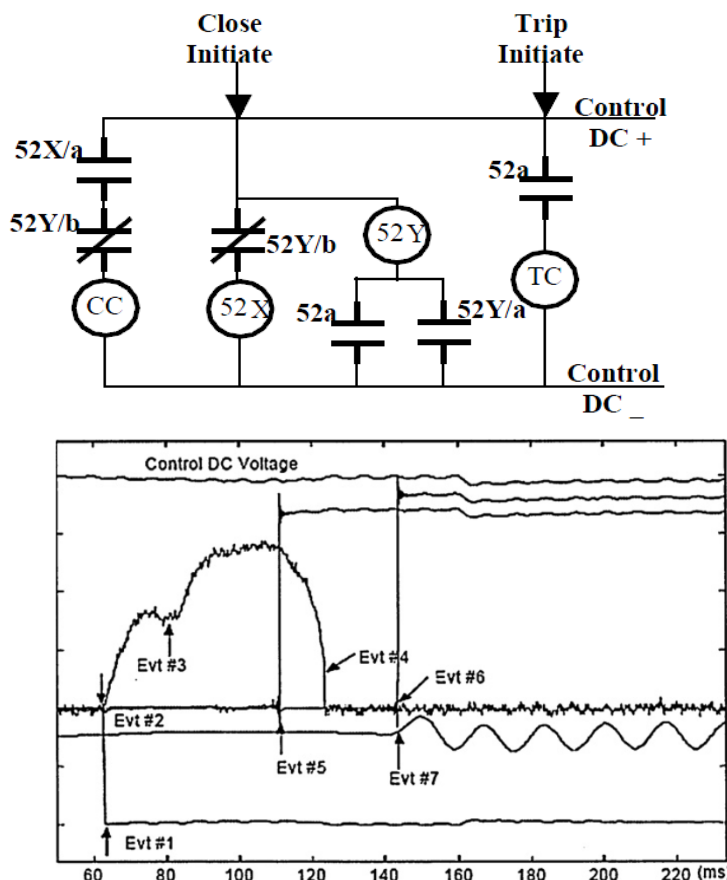 Close
Initiate
Trip
Initiate
Control
DC +
52X/a
52a
52Y/b
52Y
52Y/b
CC
52X
52a
52Y/a
TC
Control
DC _
Control DC Voltage
Evt #3
Evt #4
Evt #6
Evt #2
Evt #5
Evt #7
Evt #1
60 80 100 120 140 160 180 200 220 (ms